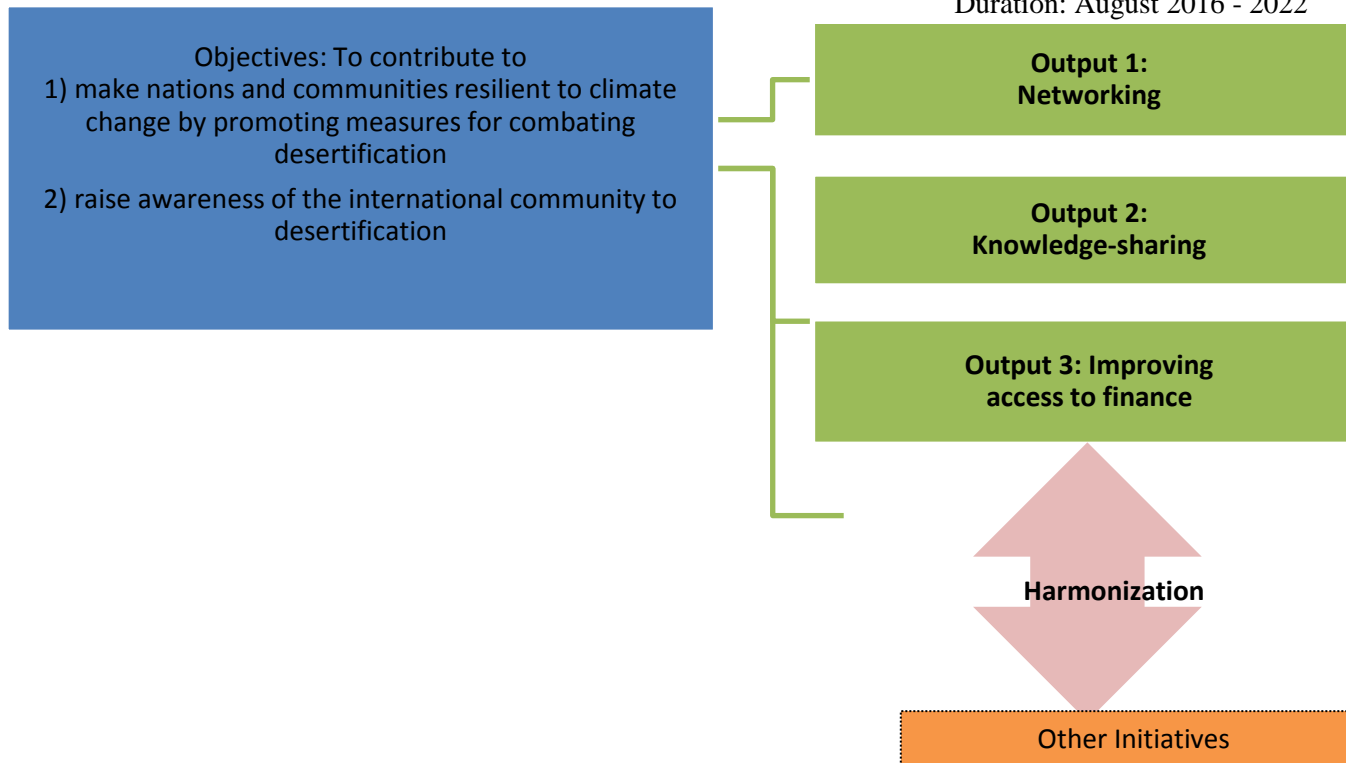 Duration: August 2016 - 2022
Objectives: To contribute to
1) make nations and communities resilient to climate
change by promoting measures for combating
desertification
2) raise awareness of the international community to
desertification
Output 1:
Networking
Output 2:
Knowledge-sharing
Output 3: Improving
access to finance
Harmonization
Other Initiatives